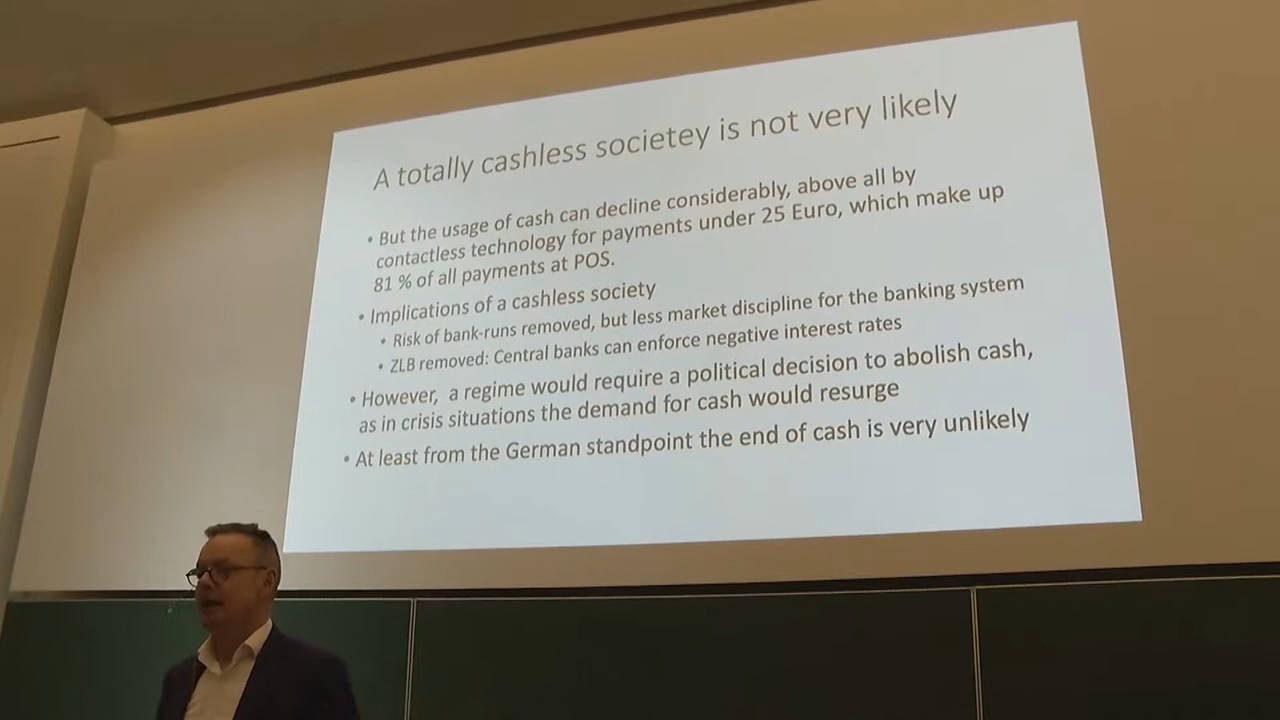 A totally cashless societey is not very likely
• But the usage of cash can decline considerably, above all by
contactless technology for payments under 25 Euro, which make up
81 % of all payments at POS.
• Implications of a cashless society
• Risk of bank-runs removed, but less market discipline for the banking system
• ZLB removed: Central banks can enforce negative interest rates
• However, a regime would require a political decision to abolish cash,
as in crisis situations the demand for cash would resurge
• At least from the German standpoint the end of cash is very unlikely